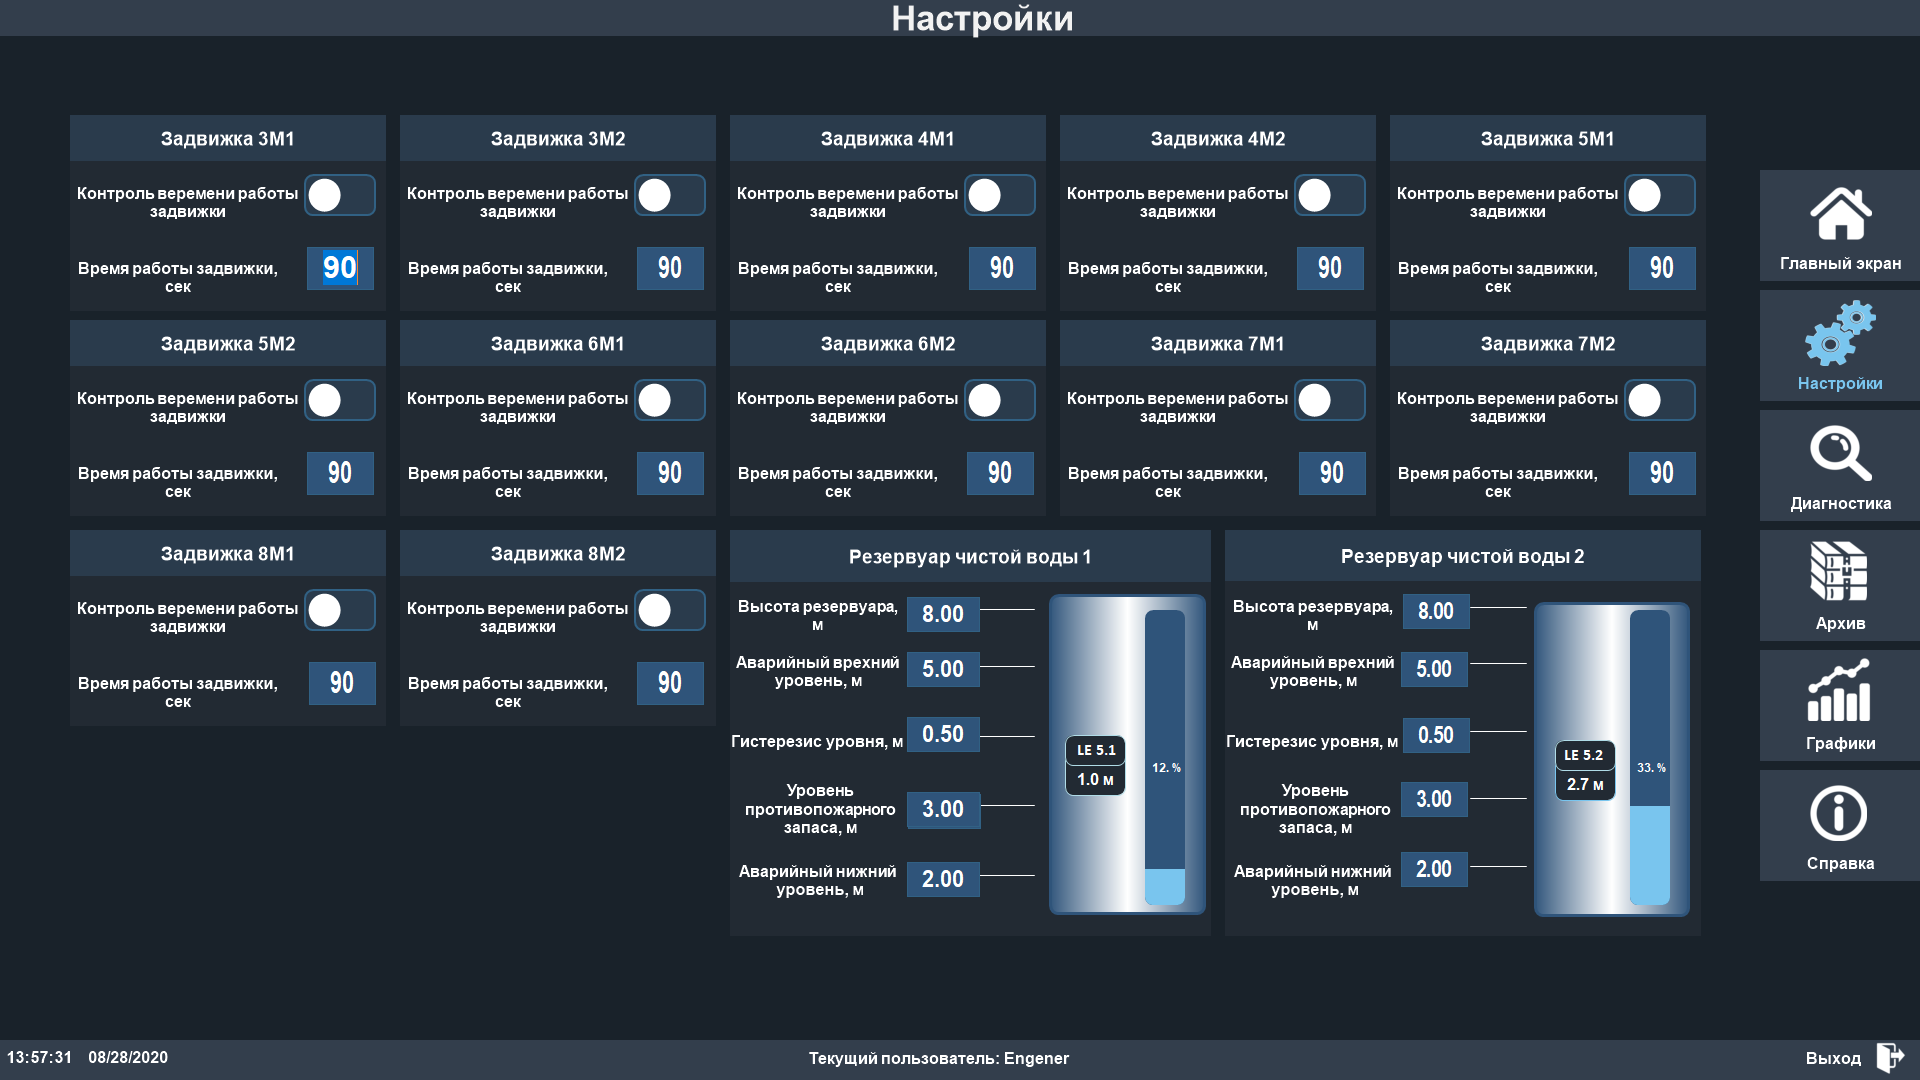 Настройки
Задвижка 3М1
Контроль веремени работы
задвижки
Время работы задвижки,
сек
90
Задвижка 3М2
Контроль веремени работы
задвижки
Время работы задвижки,
сек
90
Задвижка 4М1
Контроль веремени работы
задвижки
Время работы задвижки,
сек
90
Задвижка 4М2
Контроль веремени работы
задвижки
Время работы задвижки,
сек
90
Задвижка 5М1
Контроль веремени работы
задвижки
Время работы задвижки,
сек
90
Задвижка 5М2
Контроль веремени работы
задвижки
Время работы задвижки,
сек
90
Задвижка 6М1
Контроль веремени работы
задвижки
Время работы задвижки,
сек
90
Задвижка 6М2
Контроль веремени работы
задвижки
Время работы задвижки,
сек
90
Задвижка 7М1
Контроль веремени работы
задвижки
Время работы задвижки,
сек
90
Задвижка 7М2
Контроль веремени работы
задвижки
Время работы задвижки,
сек
90
Задвижка 8М1
Контроль веремени работы
задвижки
Время работы задвижки,
сек
90
Задвижка 8М2
Контроль веремени работы
задвижки
Время работы задвижки,
сек
90
Резервуар чистой воды 1
Высота резервуара,
м
8.00
Аварийный врехний
уровень, м
5.00
Гистерезис уровня, м
0.50
Уровень
противопожарного
запаса, м
3.00
Аварийный нижний
уровень, м
2.00
LE 5.1
1.0 м
12. %
Резервуар чистой воды 2
Высота резервуара,
м
8.00
Аварийный врехний
уровень, м
5.00
Гистерезис уровня, м
0.50
Уровень
противопожарного
запаса, м
3.00
Аварийный нижний
уровень, м
2.00
LE 5.2
2.7 м
33. %
Главный экран
Настройки
Диагностика
Архив
Графики
Справка
13:57:31 08/28/2020
Текущий пользователь: Engener
Выход